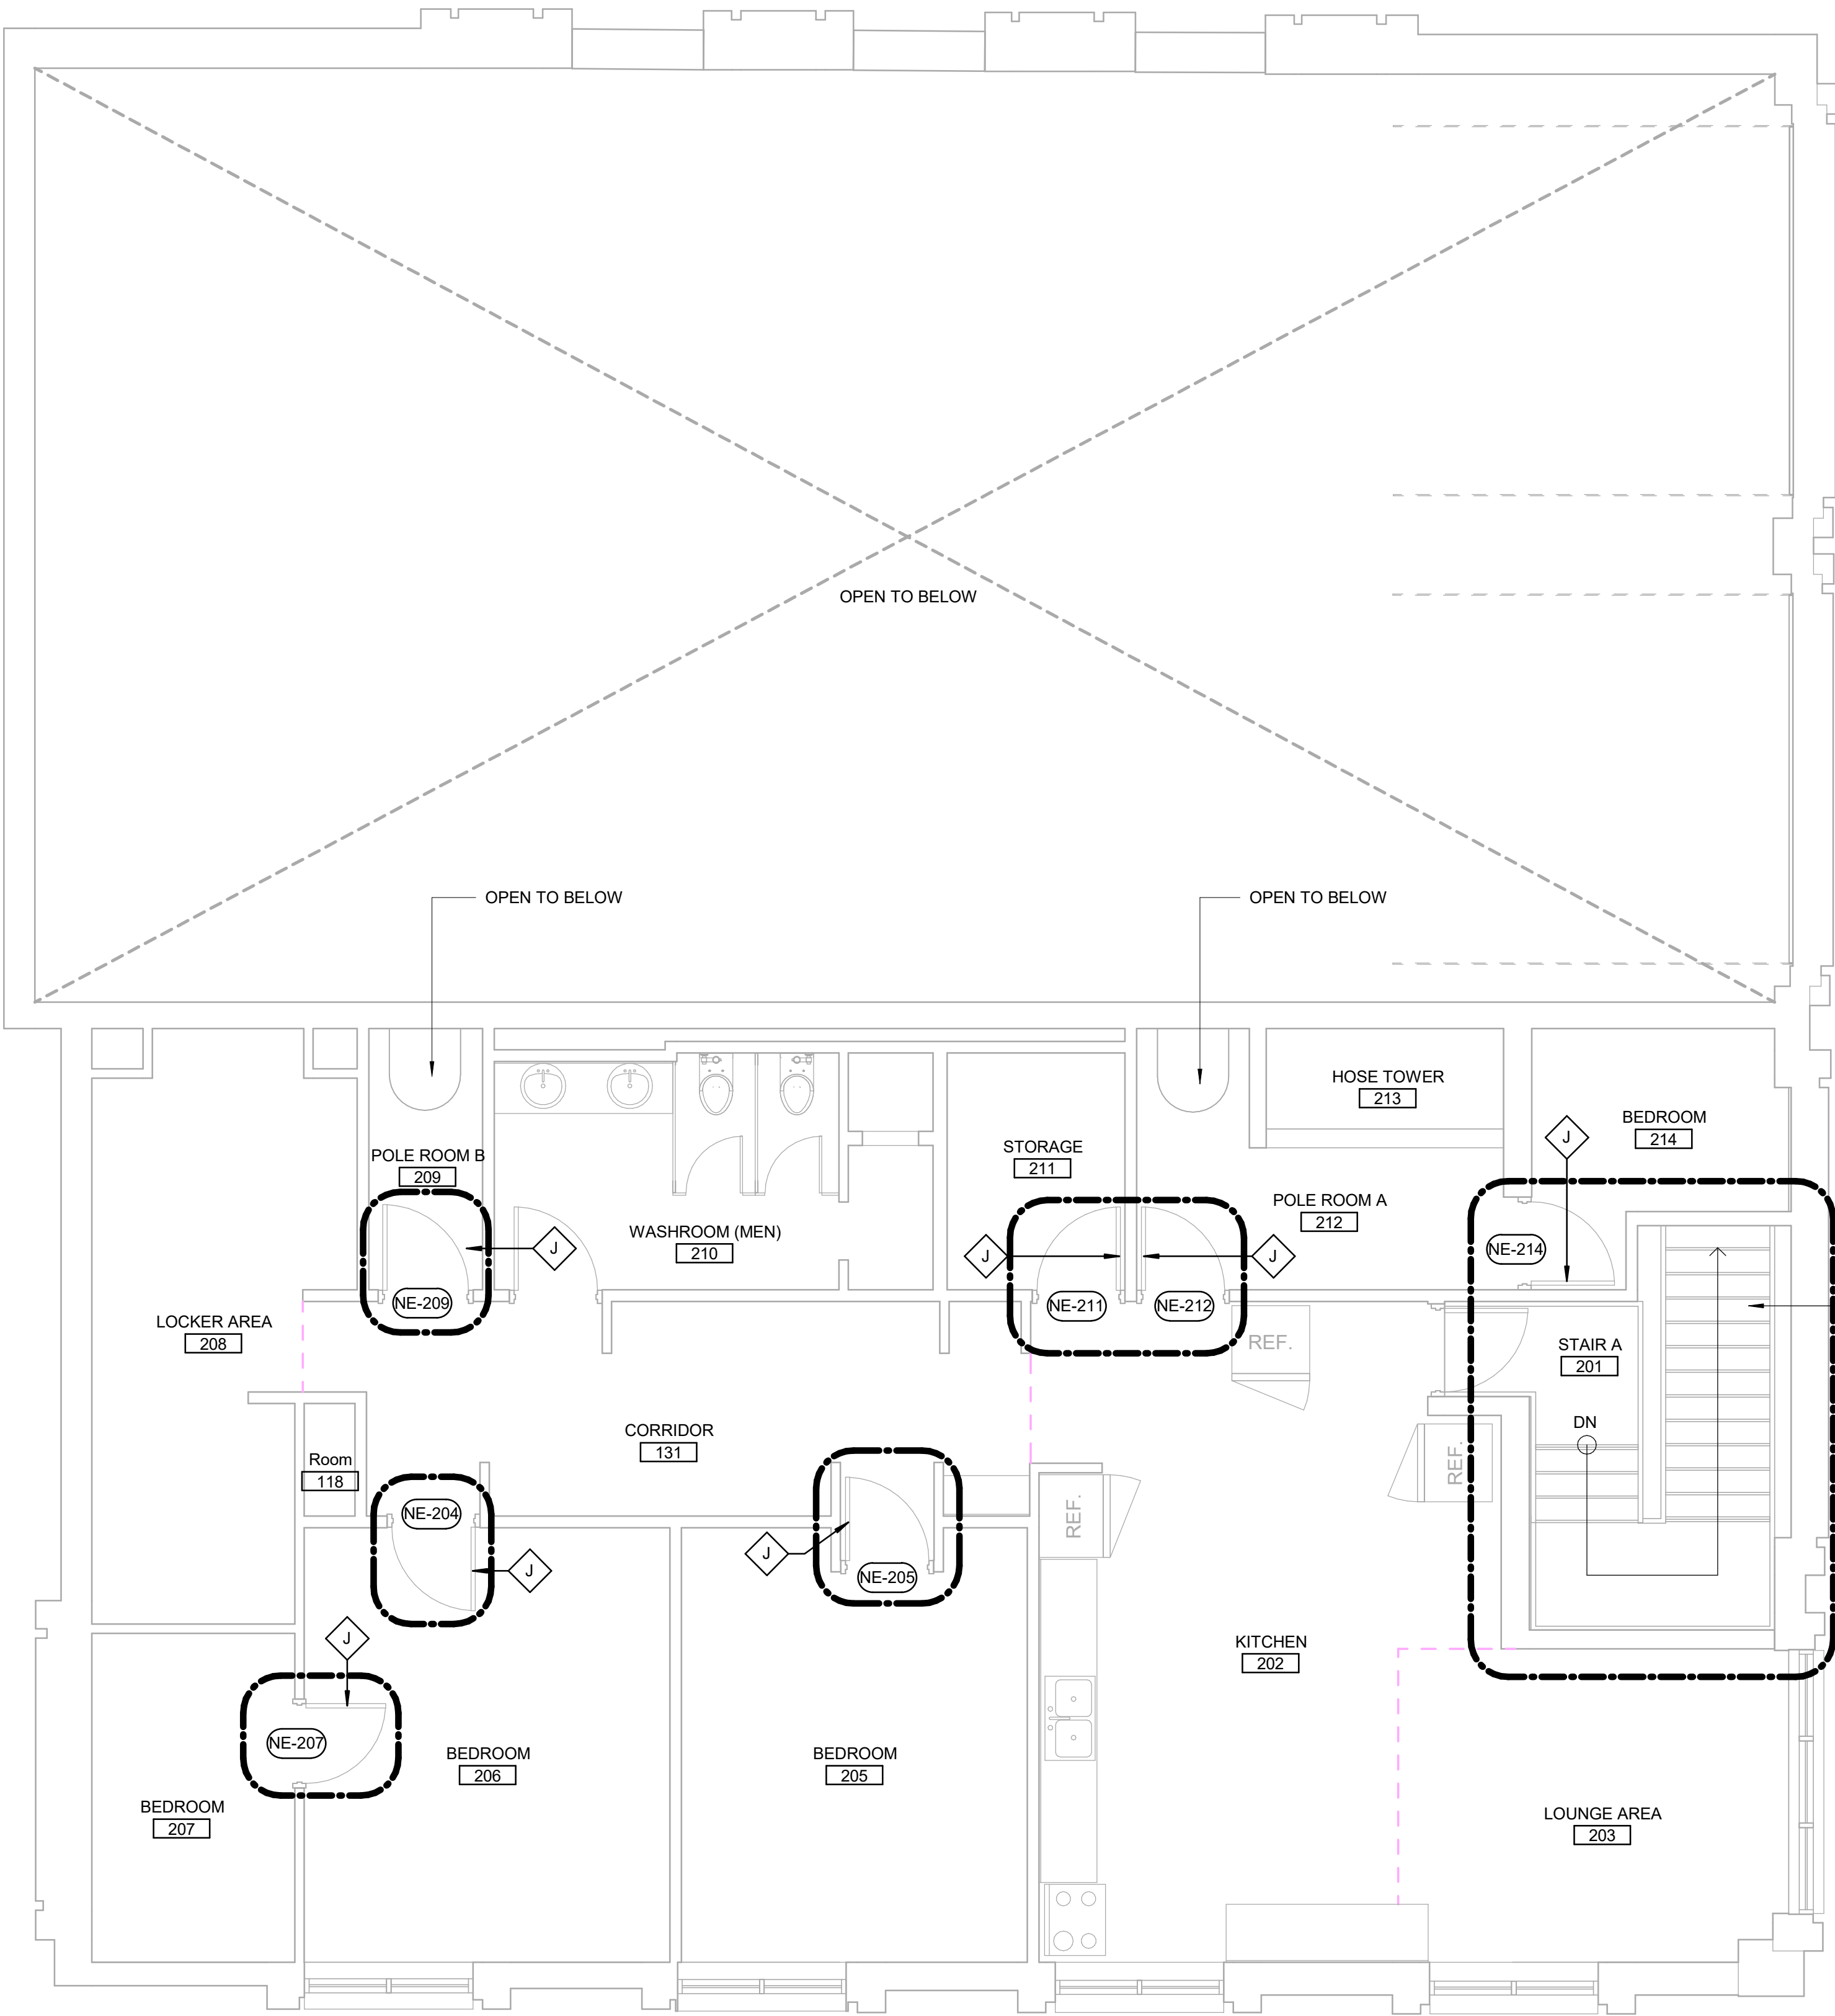 OPEN TO BELOW
OPEN TO BELOW
OPEN TO BELOW
HOSE TOWER
213
BEDROOM
214
J
STORAGE
211
POLE ROOM B
209
POLE ROOM A
212
WASHROOM (MEN)
210
J
J
J
NE-214
NE-209
NE-211
NE-212
LOCKER AREA
208
REF.
STAIR A
201
DN
CORRIDOR
131
Room
118
REF.
REF.
NE-204
J
J
NE-205
J
KITCHEN
202
NE-207
BEDROOM
206
BEDROOM
205
BEDROOM
207
LOUNGE AREA
203